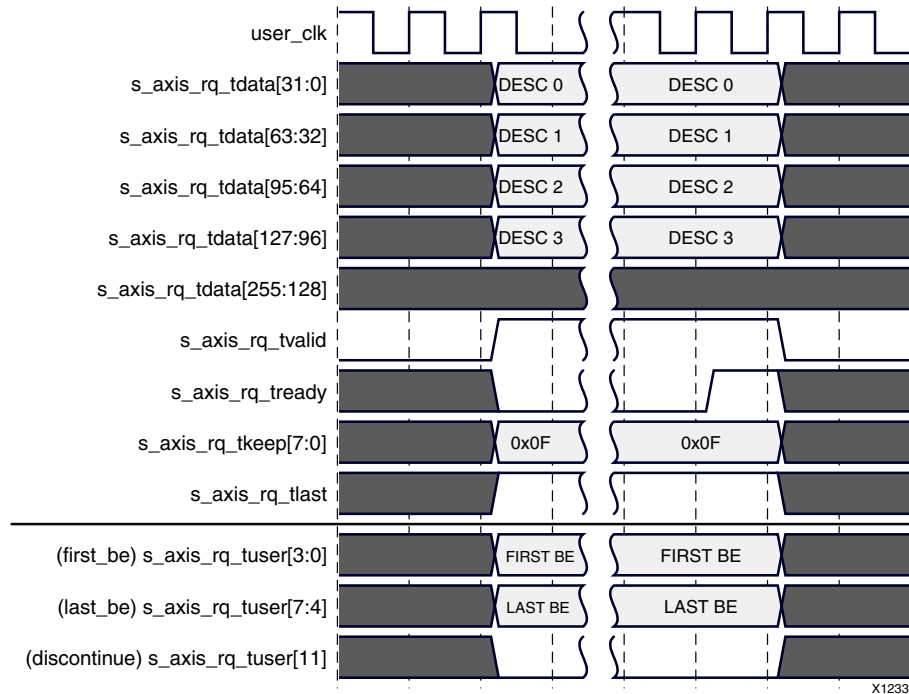 user_clk
s_axis_rq_tdata[31:0] DESC 0 DESC 0
s_axis_rq_tdata[63:32] DESC 1 DESC 1
s_axis_rq_tdata[95:64] DESC 2 DESC 2
s_axis_rq_tdata[127:96] DESC 3 DESC 3
s_axis_rq_tdata[255:128]
s_axis_rq_tvalid
s_axis_rq_tready
s_axis_rq_tkeep[7:0] 0x0F 0x0F
s_axis_rq_tlast
(first_be) s_axis_rq_tuser[3:0] FIRST BE FIRST BE
(last_be) s_axis_rq_tuser[7:4] LAST BE LAST BE
(discontinue) s_axis_rq_tuser[11]
X1233